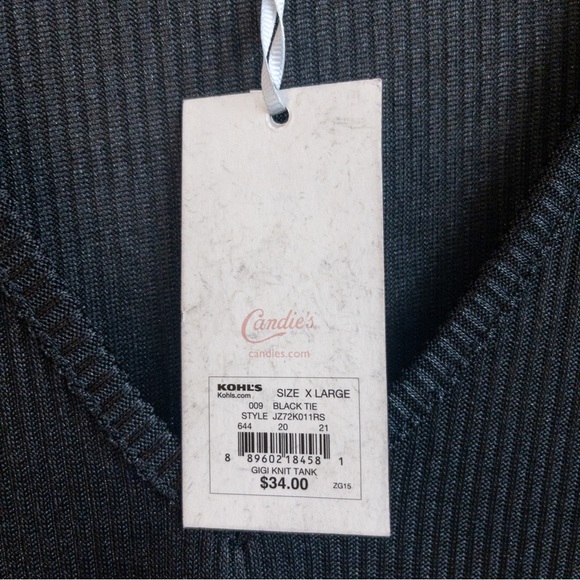 Candie's
candies.com
KOHL'S SIZE X LARGE
Kohls.com
009 BLACK TIE
STYLE JZ72K011RS
644 20 21
8 89602 18458 1
GIGI KNIT TANK
$34.00 ZG15